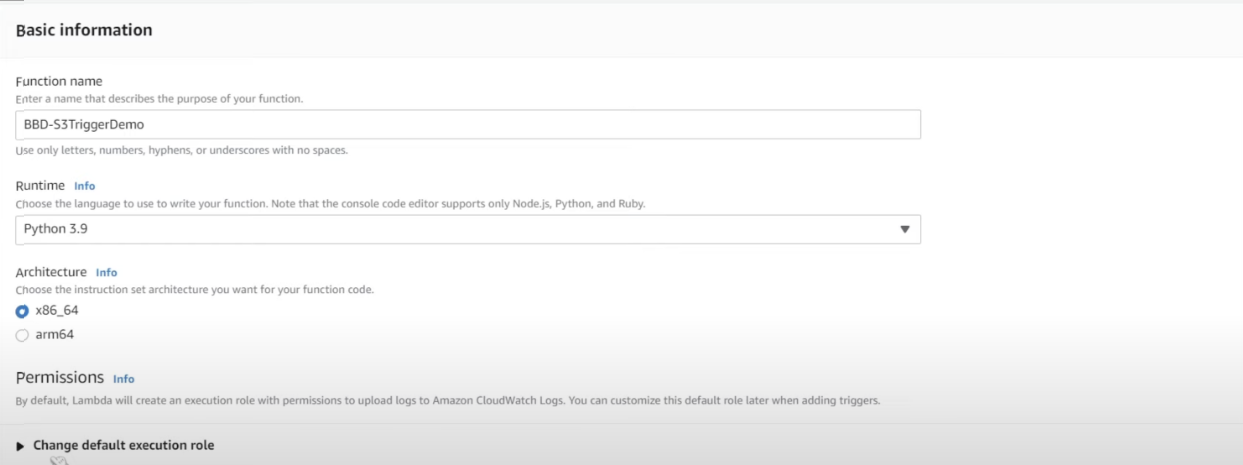 Basic information
Function name
Enter a name that describes the purpose of your function.
BBD-S3TriggerDemo
Use only letters, numbers, hyphens, or underscores with no spaces.
Runtime Info
Choose the language to use to write your function. Note that the console code editor supports only Node.js, Python, and Ruby.
Python 3.9
Architecture Info
Choose the instruction set architecture you want for your function code.
x86_64
arm64
Permissions Info
By default, Lambda will create an execution role with permissions to upload logs to Amazon CloudWatch Logs. You can customize this default role later when adding triggers.
Change default execution role